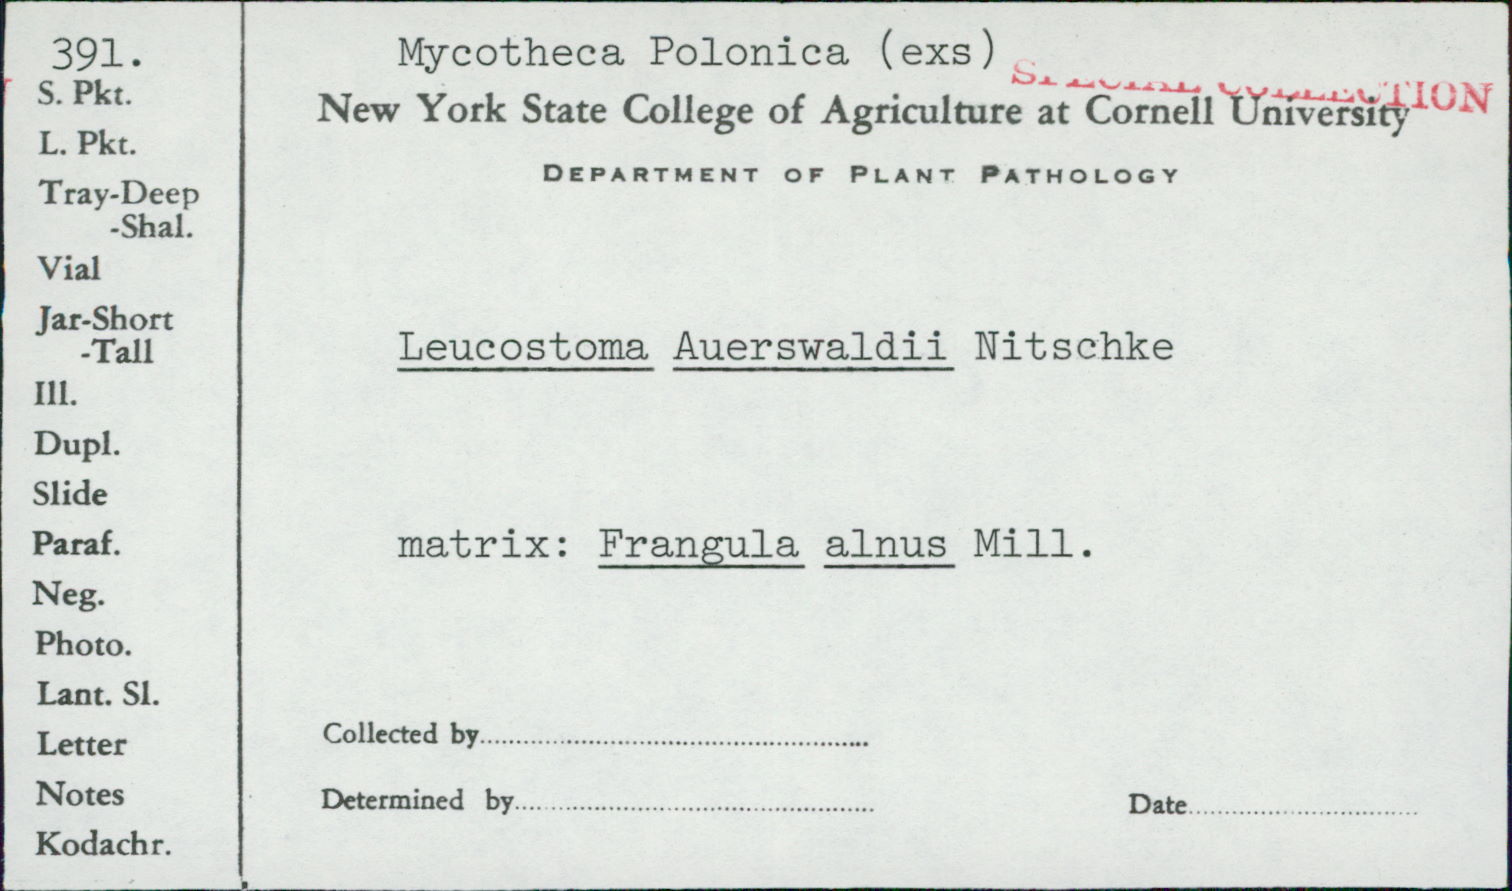 391.
S. Pkt.
L. Pkt.
Tray-Deep
-Shal.
Vial
Jar-Short
-Tall
Ill.
Dupl.
Slide
Paraf.
Neg.
Photo.
Lant. Sl.
Letter
Notes
Kodachr.
Mycotheca Polonica (exs)
SPECIAL COLLECTION
New York State College of Agriculture at Cornell University
DEPARTMENT OF PLANT PATHOLOGY
Leucostoma Auerswaldii Nitschke
matrix: Frangula alnus Mill.
Collected by
Determined by
Date